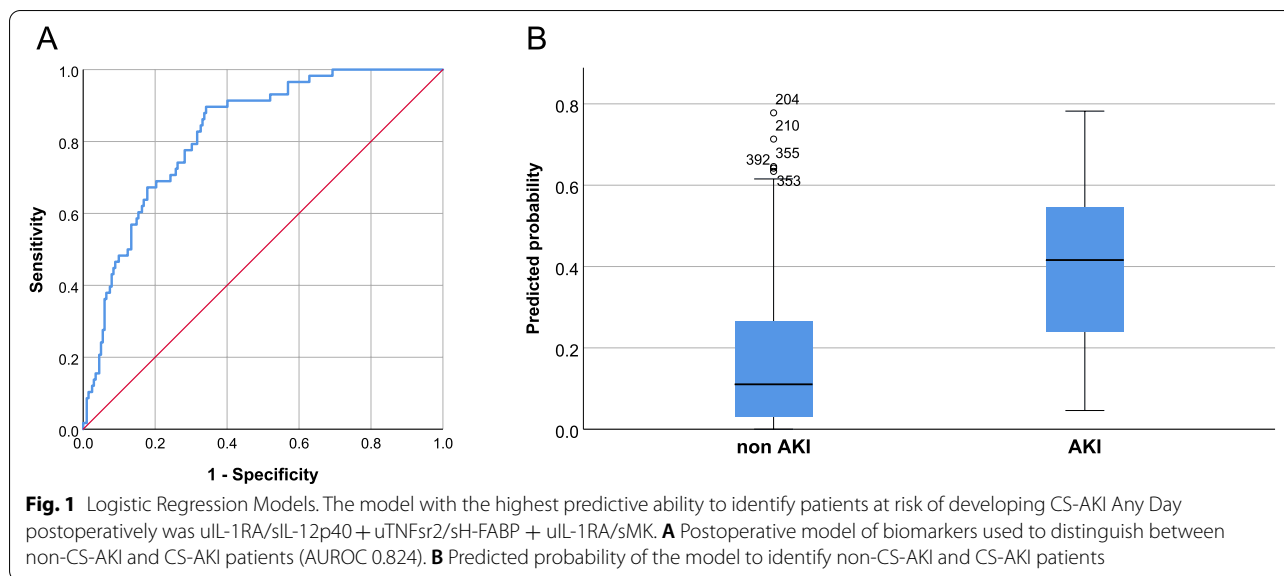 A
1.0
0.8
0.6
0.4
0.2
0.0
Sensitivity
0.0 0.2 0.4 0.6 0.8 1.0
1 - Specificity
B
0.8
0.6
0.4
0.2
0.0
Predicted probability
204
210
355
392
353
non AKI AKI
Fig. 1 Logistic Regression Models. The model with the highest predictive ability to identify patients at risk of developing CS-AKI Any Day
postoperatively was uIL-1RA/sIL-12p40 + uTNFsr2/sH-FABP + uIL-1RA/sMK. A Postoperative model of biomarkers used to distinguish between
non-CS-AKI and CS-AKI patients (AUROC 0.824). B Predicted probability of the model to identify non-CS-AKI and CS-AKI patients